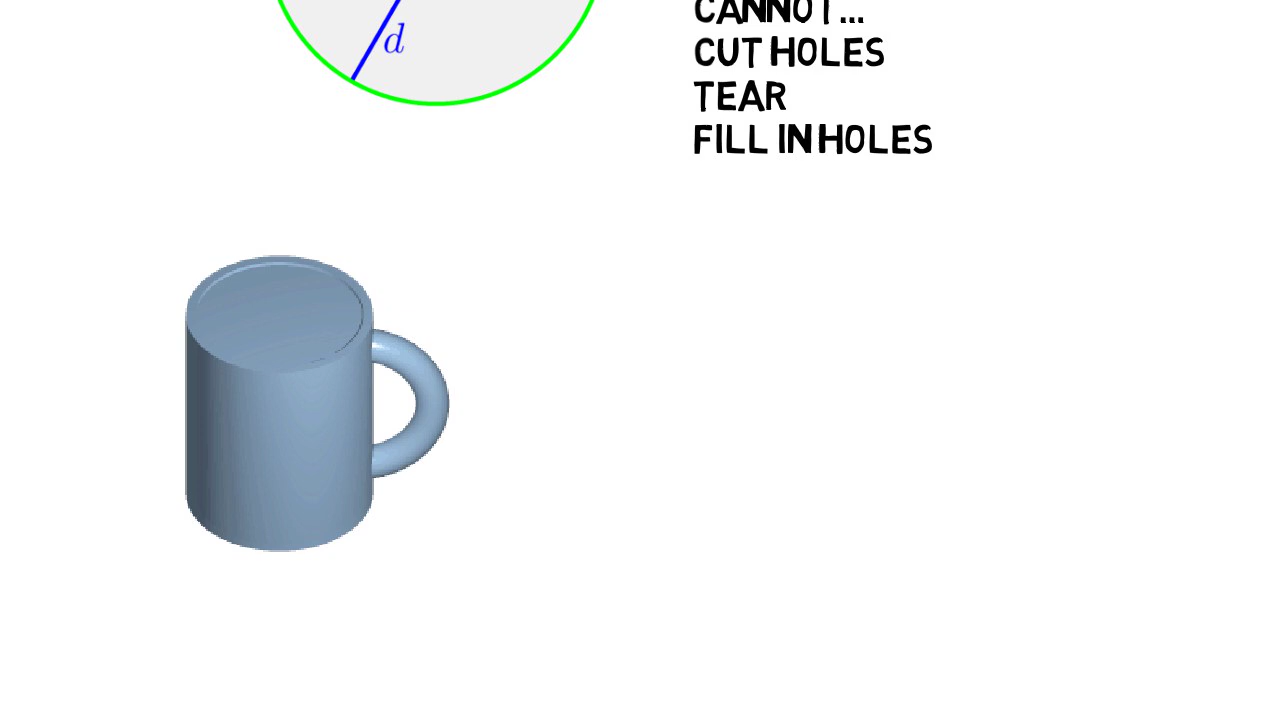 d
CANNOT...
CUT HOLES
TEAR
FILL IN HOLES